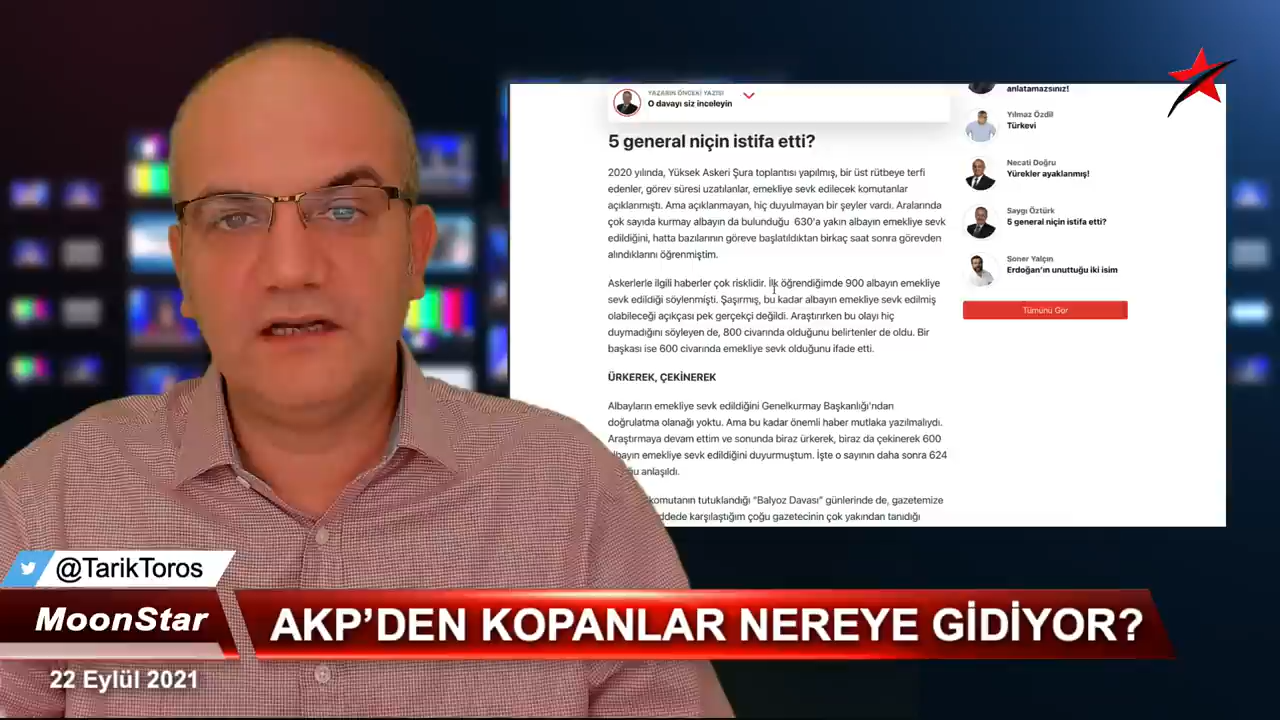 YAZARIN ÖNCEKİ YAZISI
O davayı siz inceleyin
5 general niçin istifa etti?
2020 yılında, Yüksek Askeri Şura toplantısı yapılmış, bir üst rütbeye terfi
edenler, görev süresi uzatılanlar, emekliye sevk edilecek komutanlar
açıklanmıştı. Ama açıklanmayan, hiç duyulmayan bir şeyler vardı. Aralarında
çok sayıda kurmay albayın da bulunduğu 630'a yakın albayın emekliye sevk
edildiğini, hatta bazılarının göreve başlatıldıktan birkaç saat sonra görevden
alındıklarını öğrenmiştim.
Askerlerle ilgili haberler çok risklidir. İlk öğrendiğimde 900 albayın emekliye
sevk edildiği söylenmişti. Şaşırmış, bu kadar albayın emekliye sevk edilmiş
olabileceği açıkçası pek gerçekçi değildi. Araştırırken bu olayı hiç
duymadığını söyleyen de, 800 civarında olduğunu belirtenler de oldu. Bir
başkası ise 600 civarında emekliye sevk olduğunu ifade etti.
ÜRKEREK, ÇEKİNEREK
Albayların emekliye sevk edildiğini Genelkurmay Başkanlığı'ndan
doğrulatma olanağı yoktu. Ama bu kadar önemli haber mutlaka yazılmalıydı.
Araştırmaya devam ettim ve sonunda biraz ürkerek, biraz da çekinerek 600
albayın emekliye sevk edildiğini duyurmuştum. İşte o sayının daha sonra 624
anlaşıldı.
komutanın tutuklandığı "Balyoz Davası" günlerinde de, gazetemize
karşılaştığım çoğu gazetecinin çok yakından tanıdığı
anlatamazsınız!
Yılmaz Özdil
Türkevi
Necati Doğru
Yürekler ayaklanmış!
Saygı Öztürk
5 general niçin istifa etti?
Soner Yalçın
Erdoğan'ın unuttuğu iki isim
Tümünü Gör
@TarikToros
MoonStar
AKP'DEN KOPANLAR NEREYE GİDİYOR?
22 Eylül 2021